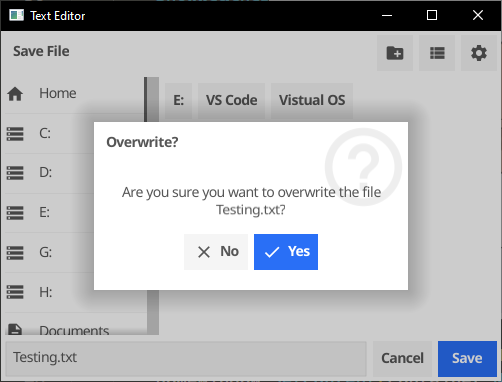 Text Editor
Save File
Home
E:
VS Code
Vistual OS
C:
D:
E:
G:
H:
Documents
Overwrite?
Are you sure you want to overwrite the file
Testing.txt?
No
Yes
Testing.txt
Cancel
Save